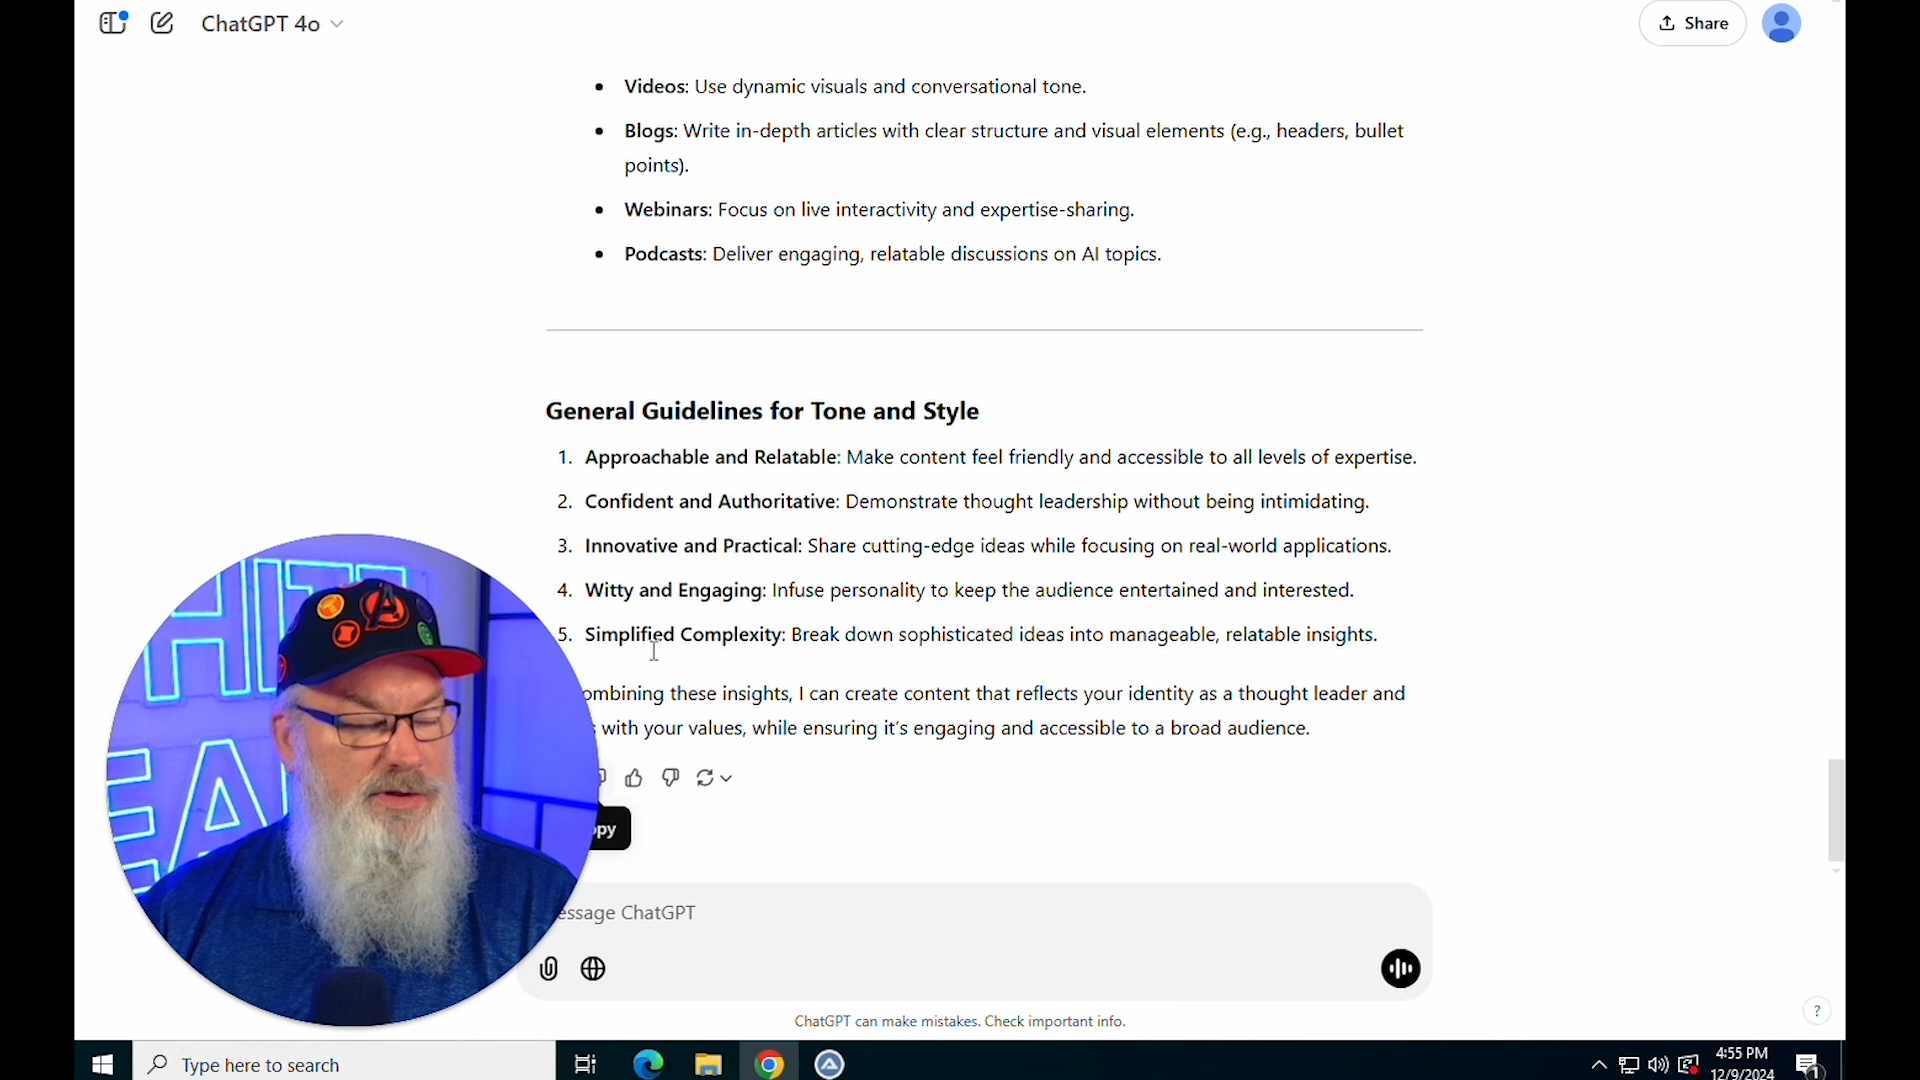 ChatGPT 4o
Share
Videos: Use dynamic visuals and conversational tone.
Blogs: Write in-depth articles with clear structure and visual elements (e.g., headers, bullet
points).
Webinars: Focus on live interactivity and expertise-sharing.
Podcasts: Deliver engaging, relatable discussions on AI topics.
General Guidelines for Tone and Style
1. Approachable and Relatable: Make content feel friendly and accessible to all levels of expertise.
2. Confident and Authoritative: Demonstrate thought leadership without being intimidating.
3. Innovative and Practical: Share cutting-edge ideas while focusing on real-world applications.
4. Witty and Engaging: Infuse personality to keep the audience entertained and interested.
5. Simplified Complexity: Break down sophisticated ideas into manageable, relatable insights.
ombining these insights, I can create content that reflects your identity as a thought leader and
with your values, while ensuring it's engaging and accessible to a broad audience.
opy
essage ChatGPT
ChatGPT can make mistakes. Check important info.
?
Type here to search
4:55 PM
12/9/2024
1